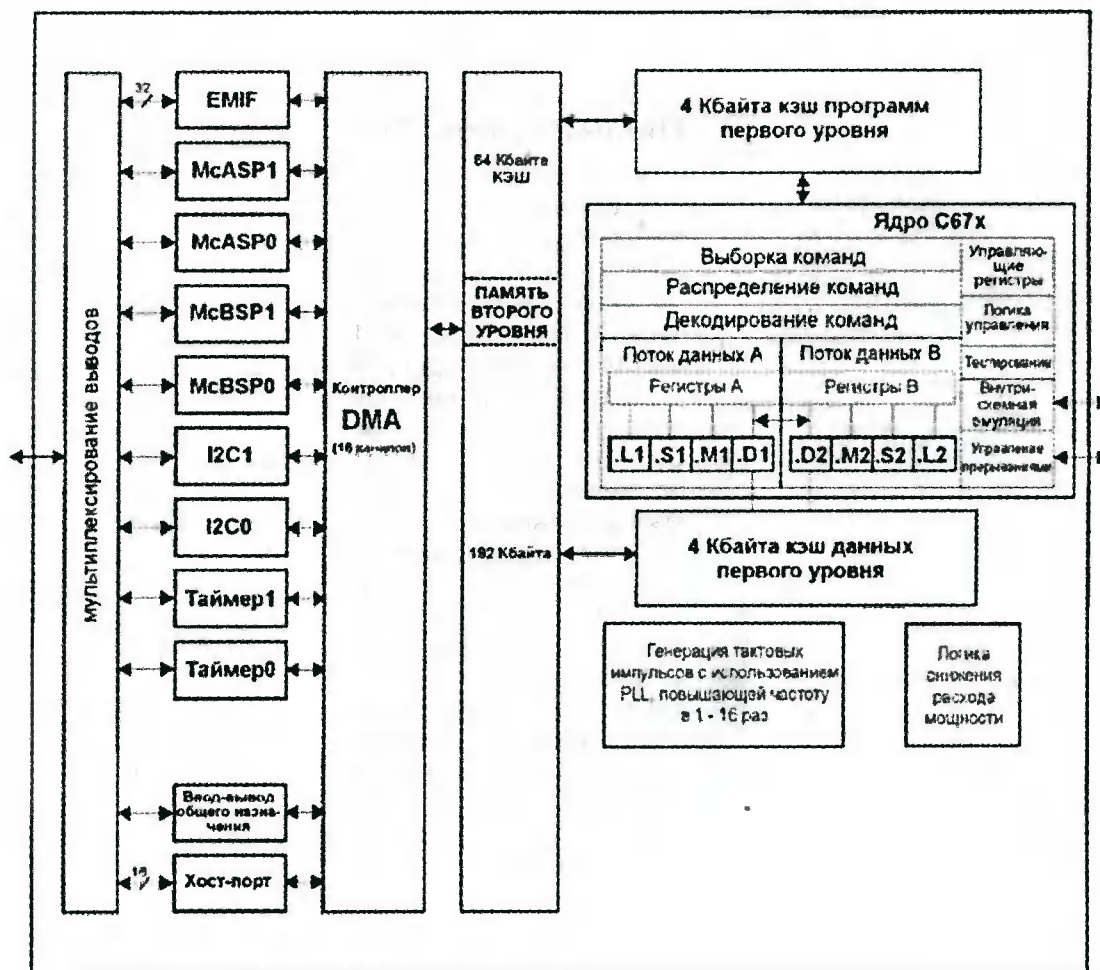 мультиплексирование выводов
32
EMIF
McASP1
McASP0
McBSP1
McBSP0
I2C1
I2C0
Таймер1
Таймер0
Ввод-вывод
общего назна-
чения
16
Хост-порт
Контроллер
DMA
(16 каналов)
64 Кбайта
КЭШ
ПАМЯТЬ
ВТОРОГО
УРОВНЯ
192 Кбайта
4 Кбайта кэш программ
первого уровня
Ядро C67x
Выборка команд
Распределение команд
Декодирование команд
Поток данных A
Регистры A
.L1 .S1 .M1 .D1
Поток данных B
Регистры B
.D2 .M2 .S2 .L2
Управляю-
щие
регистры
Логика
управления
Тестирование
Внутри-
схемная
эмуляция
Управление
прерываниями
4 Кбайта кэш данных
первого уровня
Генерация тактовых
импульсов с использованием
PLL, повышающей частоту
в 1 - 16 раз
Логика
снижения
расхода
мощности